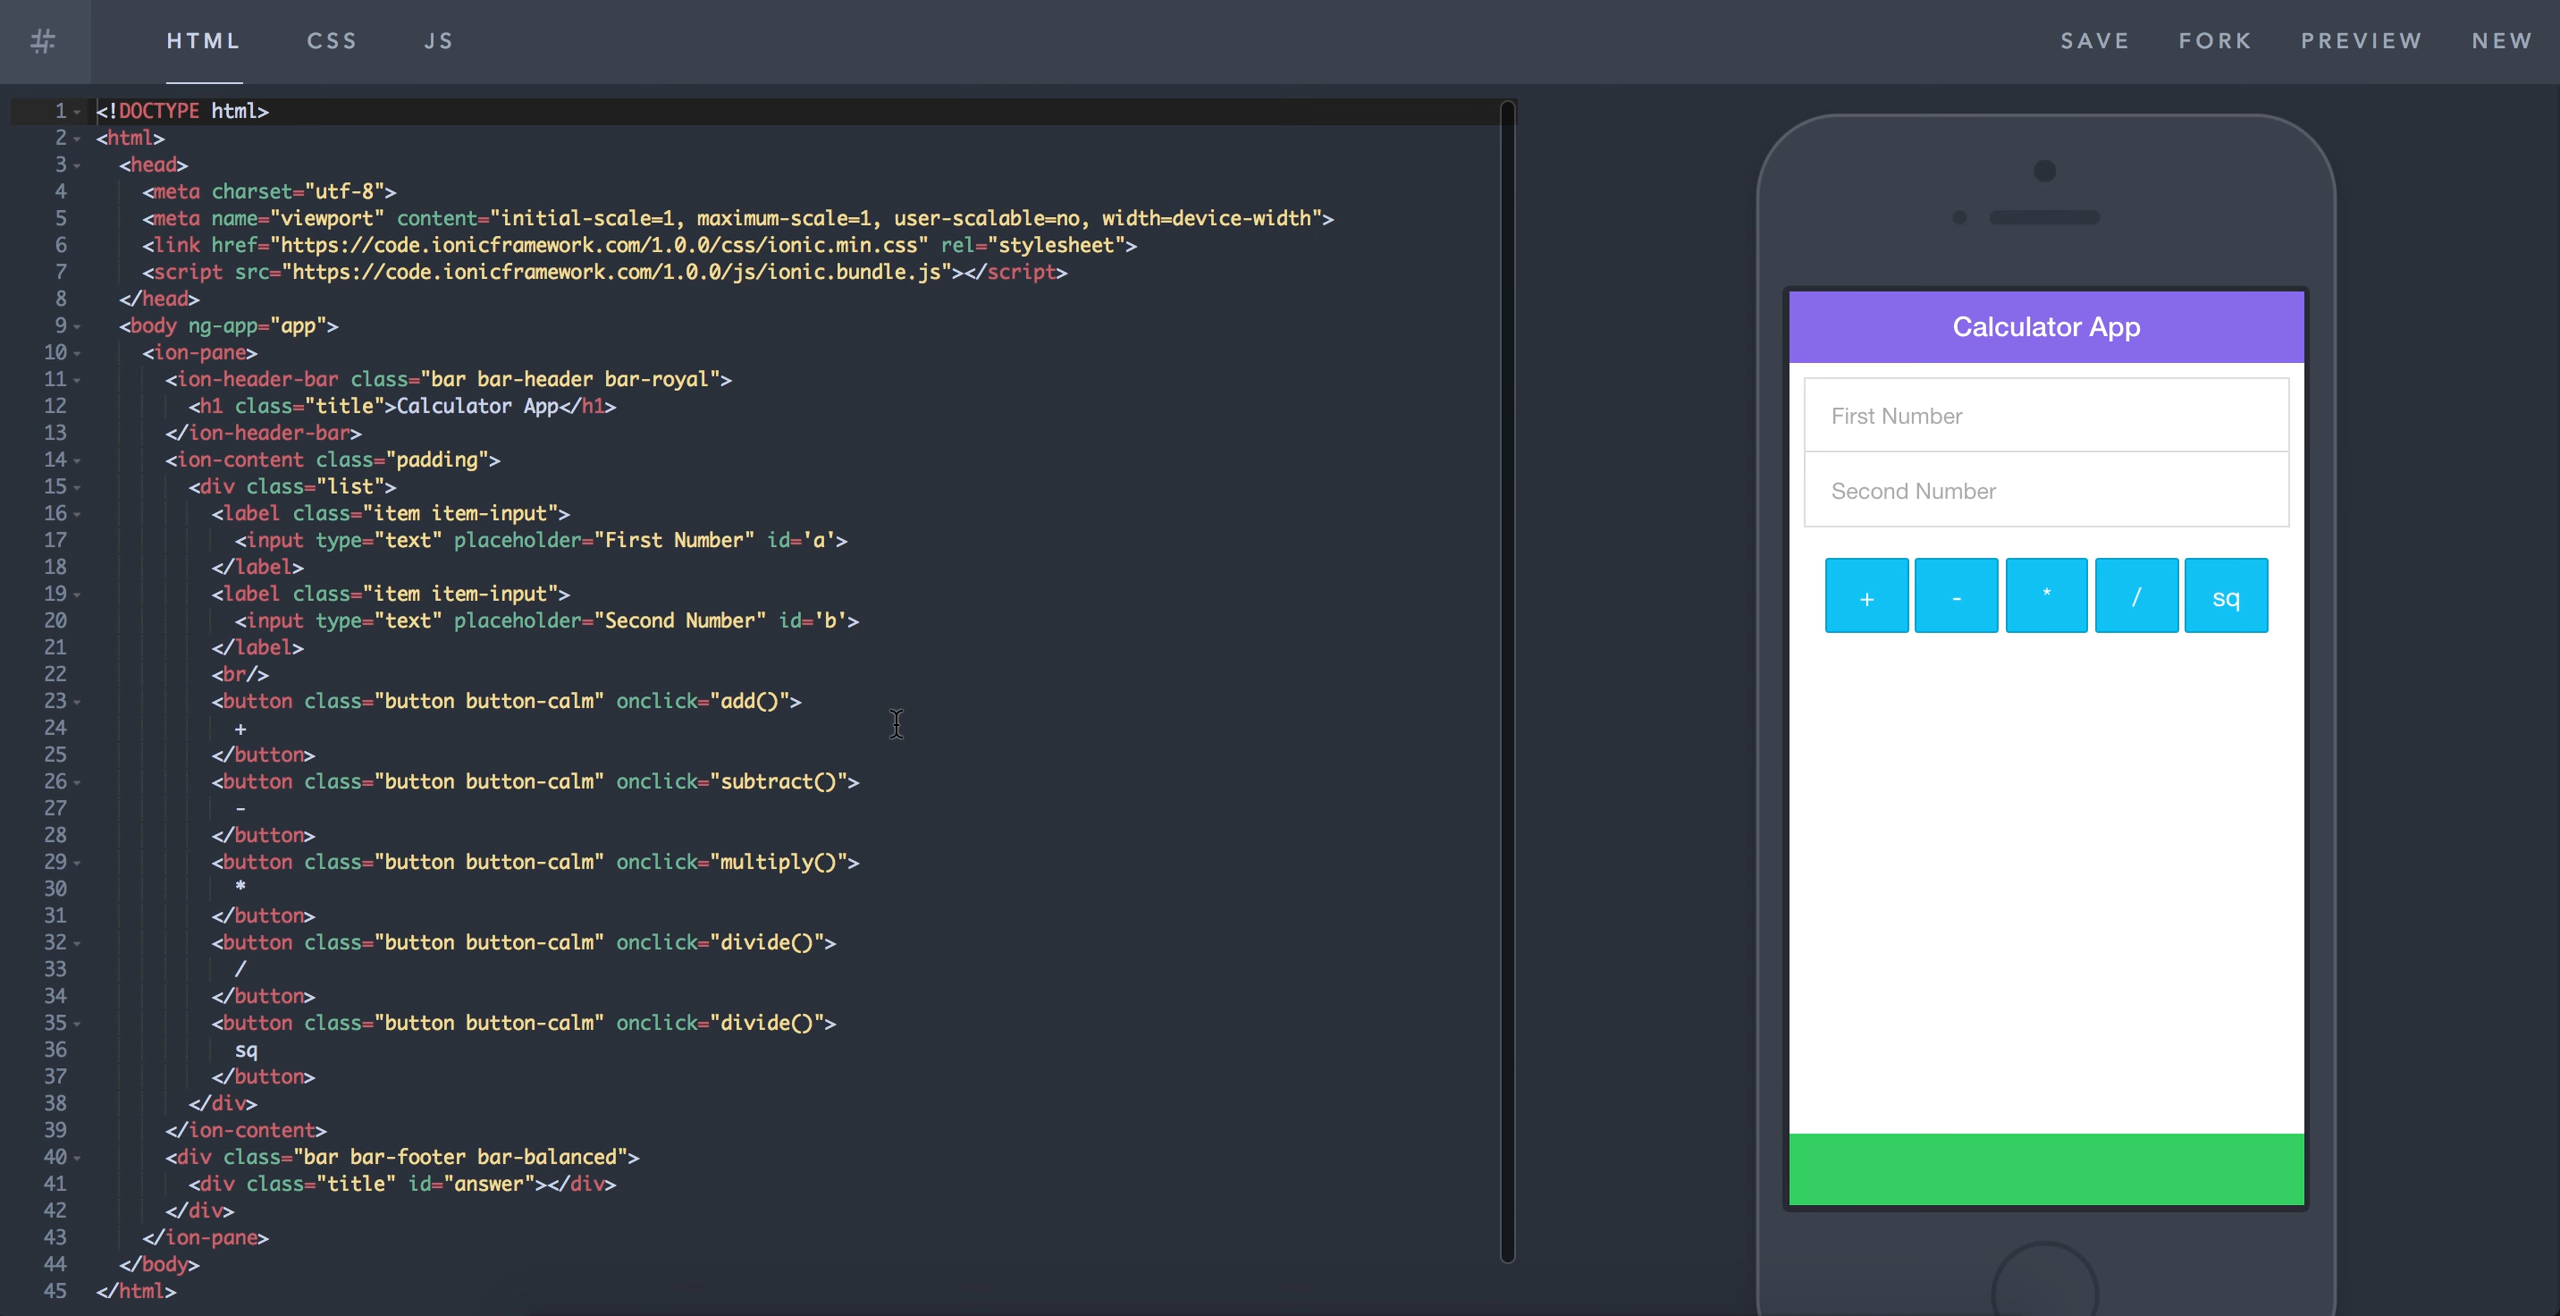 # HTML CSS JS SAVE FORK PREVIEW NEW
1 <!DOCTYPE html>
2 <html>
3   <head>
4     <meta charset="utf-8">
5     <meta name="viewport" content="initial-scale=1, maximum-scale=1, user-scalable=no, width=device-width">
6     <link href="https://code.ionicframework.com/1.0.0/css/ionic.min.css" rel="stylesheet">
7     <script src="https://code.ionicframework.com/1.0.0/js/ionic.bundle.js"></script>
8   </head>
9   <body ng-app="app">
10     <ion-pane>
11       <ion-header-bar class="bar bar-header bar-royal">
12         <h1 class="title">Calculator App</h1>
13       </ion-header-bar>
14       <ion-content class="padding">
15         <div class="list">
16           <label class="item item-input">
17             <input type="text" placeholder="First Number" id='a'>
18           </label>
19           <label class="item item-input">
20             <input type="text" placeholder="Second Number" id='b'>
21           </label>
22           <br/>
23           <button class="button button-calm" onclick="add()">
24             +
25           </button>
26           <button class="button button-calm" onclick="subtract()">
27             -
28           </button>
29           <button class="button button-calm" onclick="multiply()">
30             *
31           </button>
32           <button class="button button-calm" onclick="divide()">
33             /
34           </button>
35           <button class="button button-calm" onclick="divide()">
36             sq
37           </button>
38         </div>
39       </ion-content>
40       <div class="bar bar-footer bar-balanced">
41         <div class="title" id="answer"></div>
42       </div>
43     </ion-pane>
44   </body>
45 </html>
Calculator App
First Number
Second Number
+ - * / sq